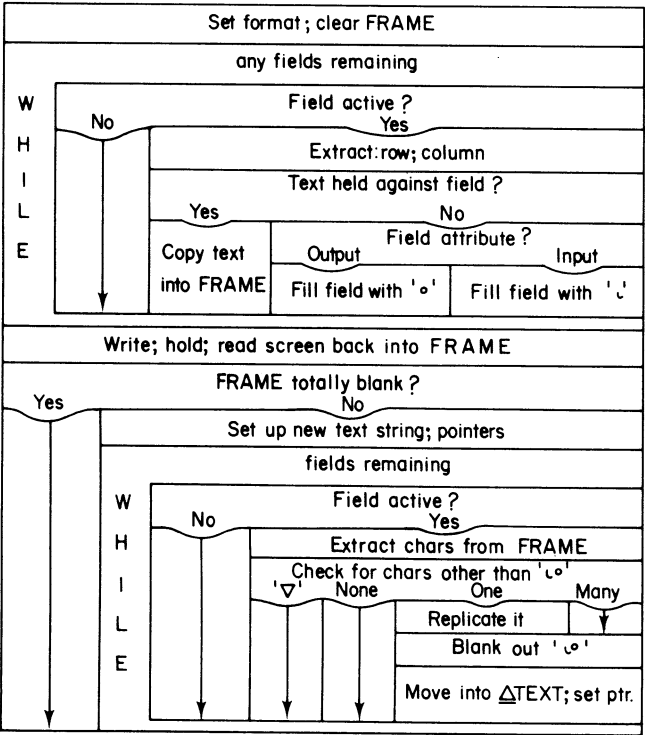 Set format; clear FRAME
any fields remaining
WHILE
Field active?
No
Yes
Extract: row; column
Text held against field?
Yes
No
Copy text
into FRAME
Field attribute?
Output
Input
Fill field with '∘'
Fill field with '⍳'
Write; hold; read screen back into FRAME
FRAME totally blank?
Yes
No
Set up new text string; pointers
fields remaining
WHILE
Field active?
No
Yes
Extract chars from FRAME
Check for chars other than '⍳∘'
'∇'
None
One
Many
Replicate it
Blank out '⍳∘'
Move into ∆TEXT; set ptr.